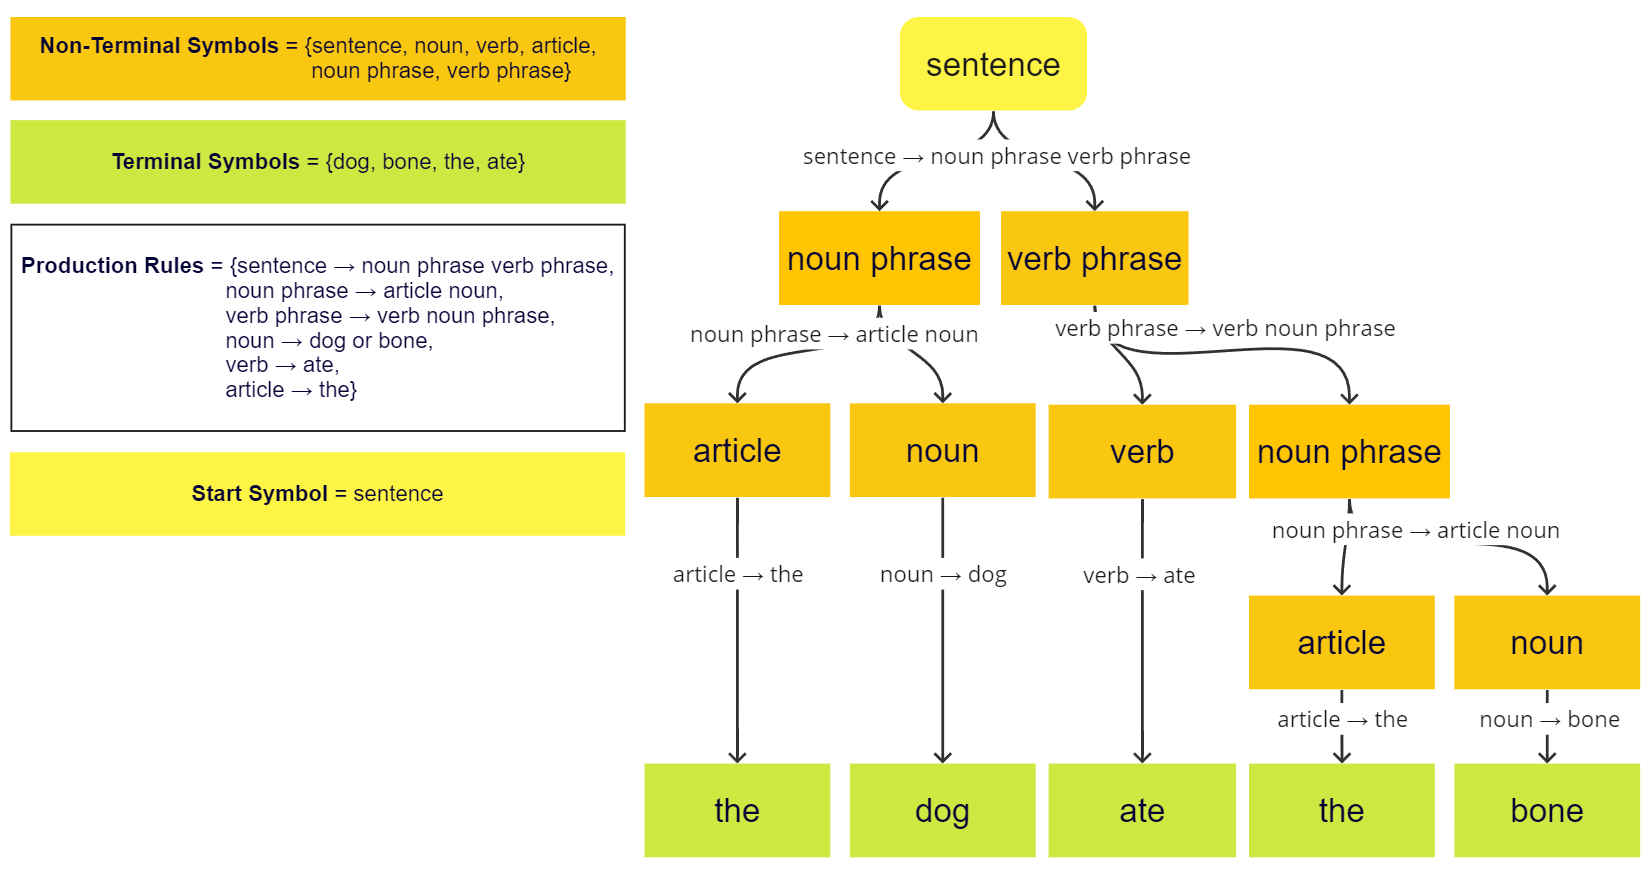 Non-Terminal Symbols = {sentence, noun, verb, article,
noun phrase, verb phrase}
Terminal Symbols = {dog, bone, the, ate}
Production Rules = {sentence → noun phrase verb phrase,
noun phrase → article noun,
verb phrase → verb noun phrase,
noun → dog or bone,
verb → ate,
article → the}
Start Symbol = sentence
sentence
sentence → noun phrase verb phrase
noun phrase
verb phrase
noun phrase → article noun
verb phrase → verb noun phrase
article
noun
verb
noun phrase
noun phrase → article noun
article → the
noun → dog
verb → ate
article
noun
article → the
noun → bone
the
dog
ate
the
bone